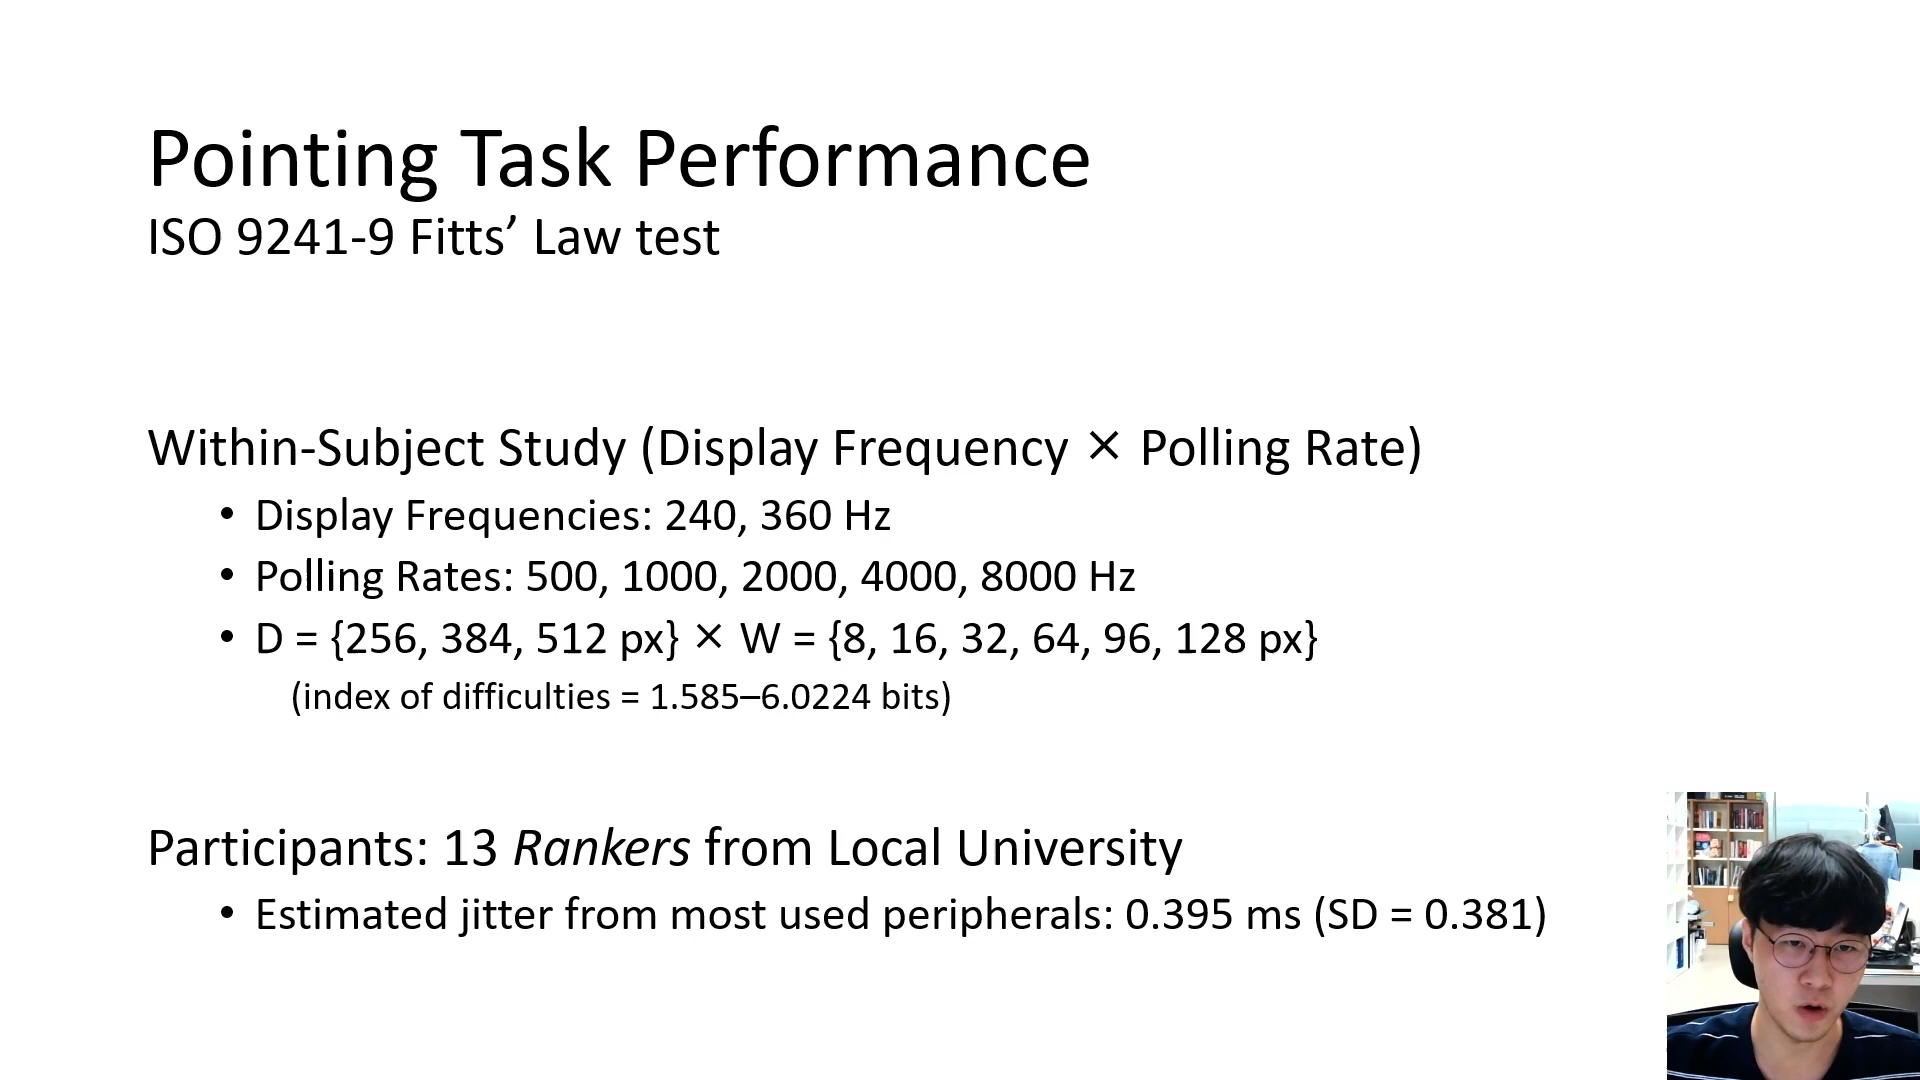 Pointing Task Performance
ISO 9241-9 Fitts’ Law test
Within-Subject Study (Display Frequency × Polling Rate)
• Display Frequencies: 240, 360 Hz
• Polling Rates: 500, 1000, 2000, 4000, 8000 Hz
• D = {256, 384, 512 px} × W = {8, 16, 32, 64, 96, 128 px}
(index of difficulties = 1.585–6.0224 bits)
Participants: 13 Rankers from Local University
• Estimated jitter from most used peripherals: 0.395 ms (SD = 0.381)